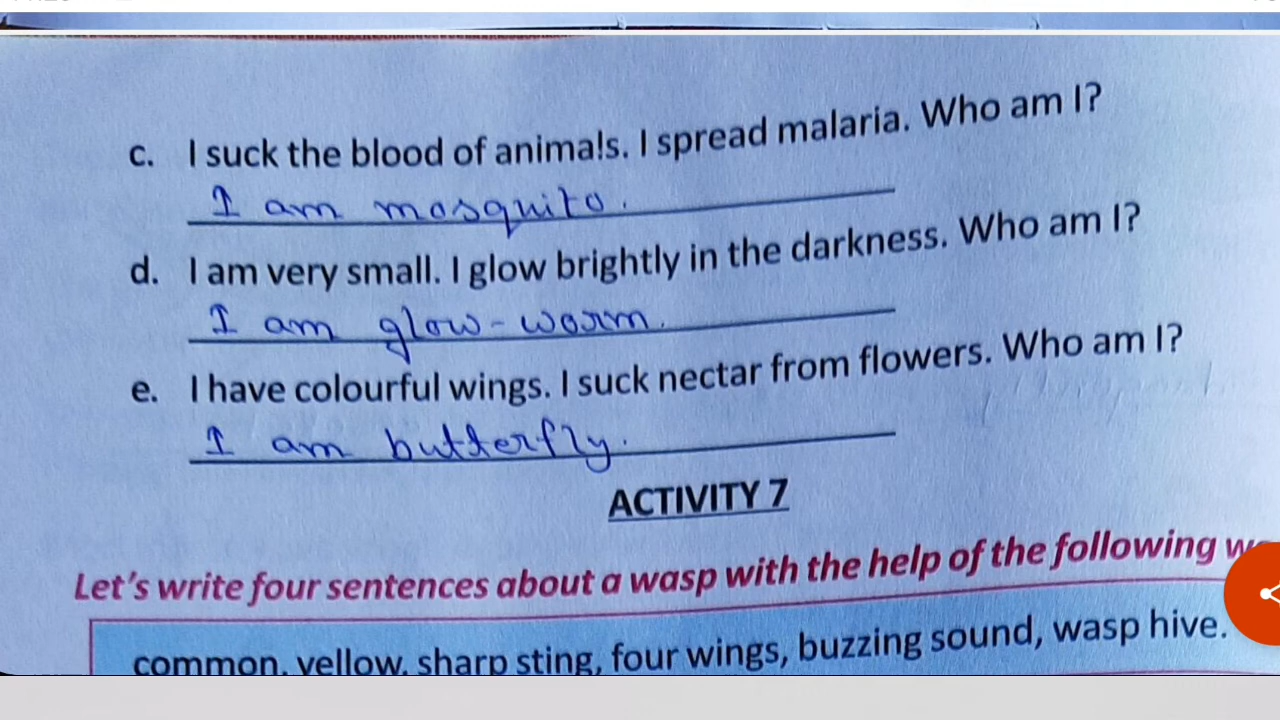 c. I suck the blood of animals. I spread malaria. Who am I?
I am mosquito.
d. I am very small. I glow brightly in the darkness. Who am I?
I am glow-worm.
e. I have colourful wings. I suck nectar from flowers. Who am I?
I am butterfly.
ACTIVITY 7
Let's write four sentences about a wasp with the help of the following
common, yellow, sharp sting, four wings, buzzing sound, wasp hive.